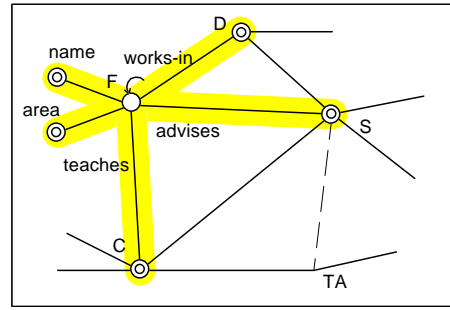 D
name
works-in
F
area
advises
S
teaches
C
TA